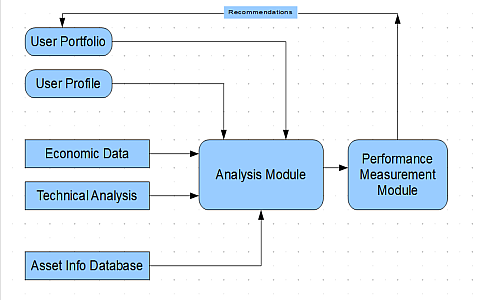 Recommendations
User Portfolio
User Profile
Economic Data
Technical Analysis
Asset Info Database
Analysis Module
Performance
Measurement
Module